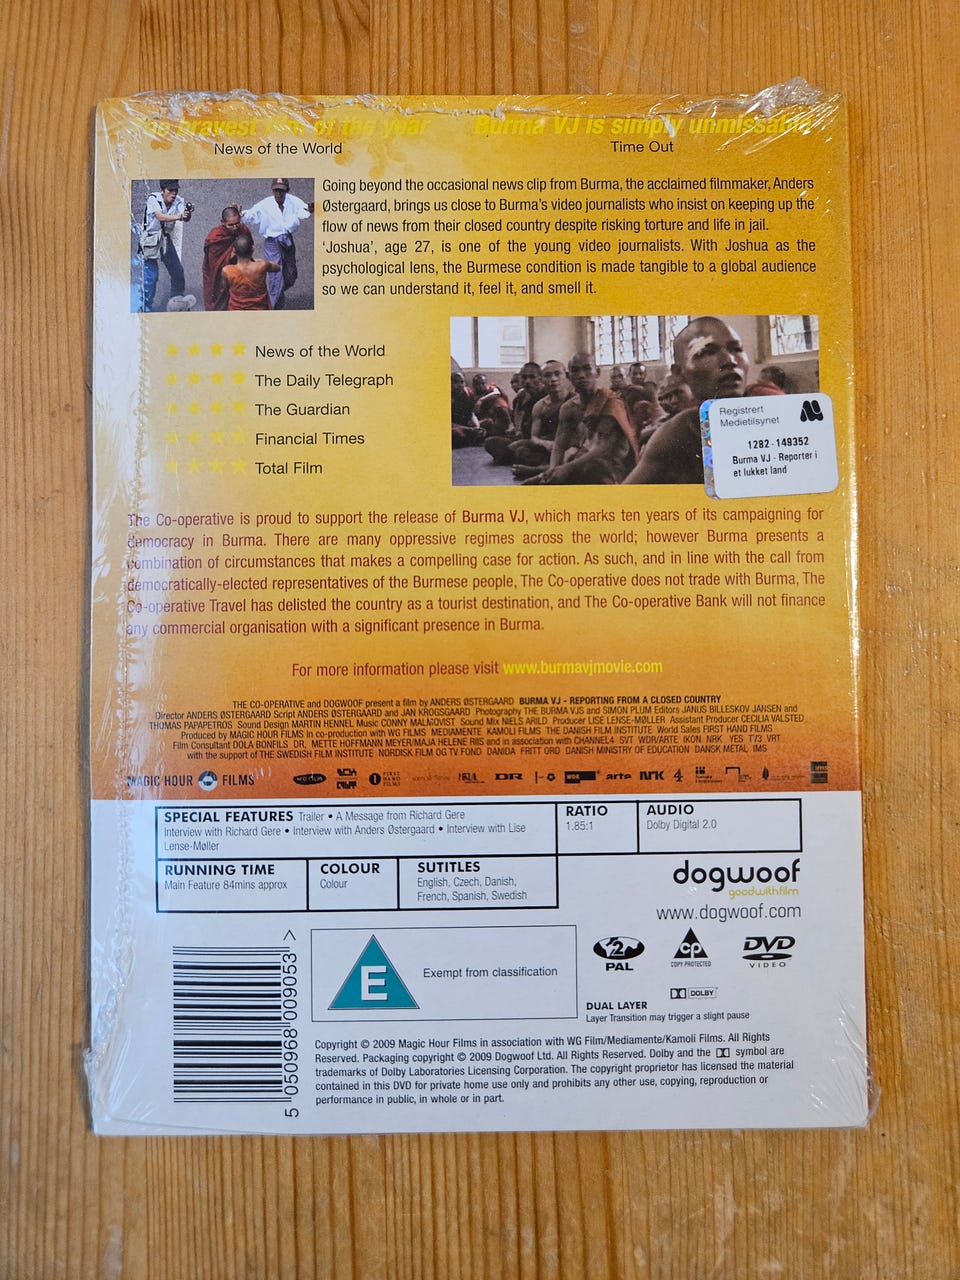 The bravest film of the year
News of the World
Burma VJ is simply unmissable
Time Out
Going beyond the occasional news clip from Burma, the acclaimed filmmaker, Anders
Østergaard, brings us close to Burma's video journalists who insist on keeping up the
flow of news from their closed country despite risking torture and life in jail.
'Joshua', age 27, is one of the young video journalists. With Joshua as the
psychological lens, the Burmese condition is made tangible to a global audience
so we can understand it, feel it, and smell it.
★★★★ News of the World
★★★★ The Daily Telegraph
★★★★ The Guardian
★★★★ Financial Times
★★★★ Total Film
Registrert
Medietilsynet
1282-149352
Burma VJ - Reporter i
et lukket land
The Co-operative is proud to support the release of Burma VJ, which marks ten years of its campaigning for
democracy in Burma. There are many oppressive regimes across the world; however Burma presents a
combination of circumstances that makes a compelling case for action. As such, and in line with the call from
democratically-elected representatives of the Burmese people, The Co-operative does not trade with Burma, The
Co-operative Travel has delisted the country as a tourist destination, and The Co-operative Bank will not finance
any commercial organisation with a significant presence in Burma.
For more information please visit www.burmavjmovie.com
THE CO-OPERATIVE and DOGWOOF present a film by ANDERS ØSTERGAARD BURMA VJ - REPORTING FROM A CLOSED COUNTRY
Director ANDERS ØSTERGAARD Script ANDERS ØSTERGAARD and JAN KROGSGAARD Photography THE BURMA VJS and SIMON PLUM Editors JANUS BILLESKOV JANSEN and
THOMAS PAPAPETROS Sound Design MARTIN HENNEL Music CONNY MALMQVIST Sound Mix NIELS ARILD Producer LISE LENSE-MØLLER Assistant Producer CECILIA VALSTED
Produced by MAGIC HOUR FILMS In co-production with WG FILMS MEDIAMENTE KAMOLI FILMS THE DANISH FILM INSTITUTE World Sales FIRST HAND FILMS
Film Consultant DOLA BONFILS DR, METTE HOFFMANN MEYER/MAJA HELENE RIIS and in association with CHANNEL4 SVT WDR/ARTE IKON NRK YES TV3 VRT
with the support of THE SWEDISH FILM INSTITUTE NORDISK FILM OG TV FOND DANIDA FRITT ORD DANISH MINISTRY OF EDUCATION DANSK METAL IMS
MAGIC HOUR FILMS WG FILM FIRST HAND FILMS DR WDR arte NRK 4
SPECIAL FEATURES Trailer • A Message from Richard Gere
Interview with Richard Gere • Interview with Anders Østergaard • Interview with Lise
Lense-Møller
RATIO
1.85:1
AUDIO
Dolby Digital 2.0
RUNNING TIME
Main Feature 84mins approx
COLOUR
Colour
SUTITLES
English, Czech, Danish,
French, Spanish, Swedish
dogwoof
goodwithfilm
www.dogwoof.com
5 050968 009053 >
E
Exempt from classification
2
PAL
cp
COPY PROTECTED
DVD
VIDEO
DOLBY
DUAL LAYER
Layer Transition may trigger a slight pause
Copyright © 2009 Magic Hour Films in association with WG Film/Mediamente/Kamoli Films. All Rights
Reserved. Packaging copyright © 2009 Dogwoof Ltd. All Rights Reserved. Dolby and the symbol are
trademarks of Dolby Laboratories Licensing Corporation. The copyright proprietor has licensed the material
contained in this DVD for private home use only and prohibits any other use, copying, reproduction or
performance in public, in whole or in part.